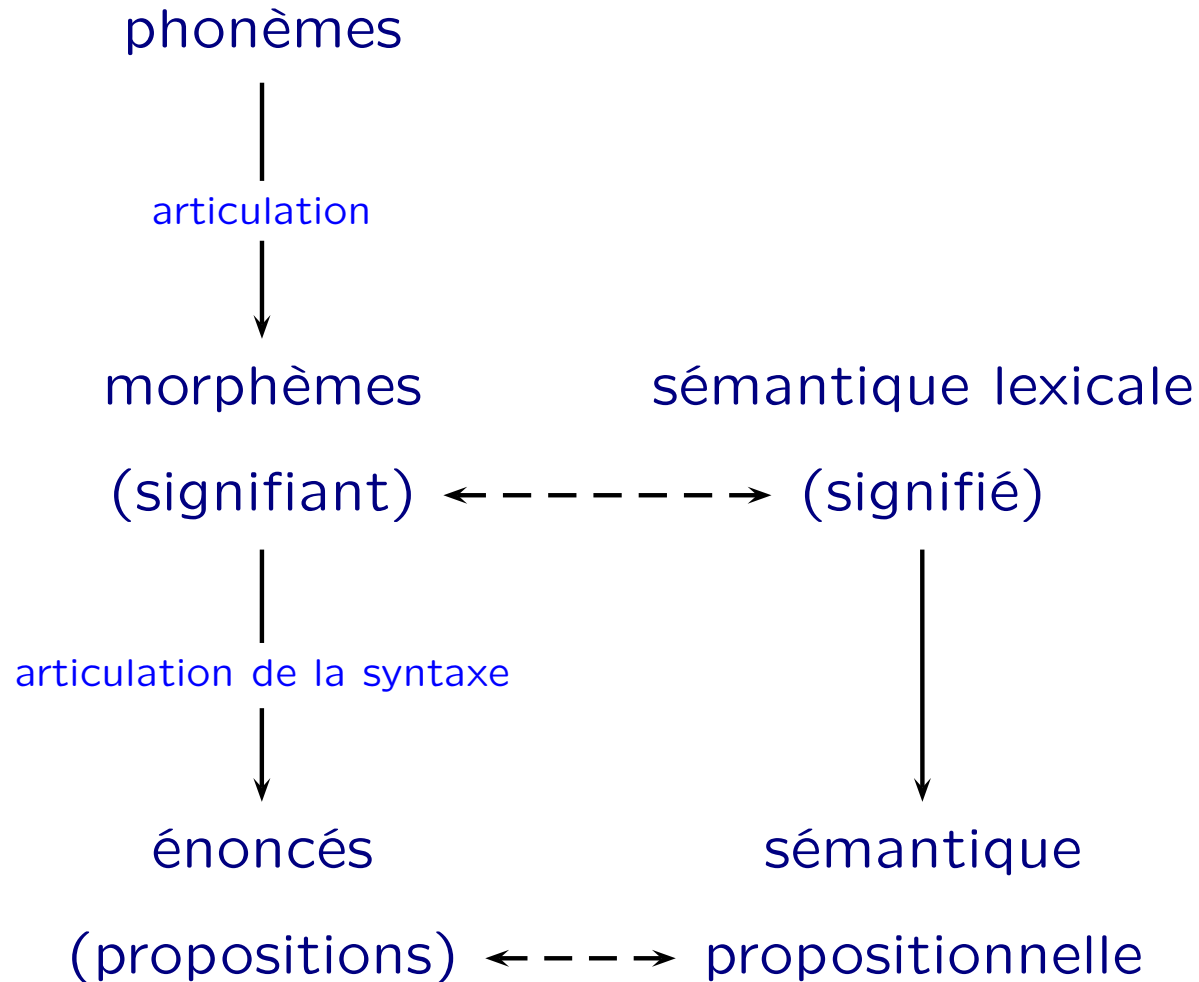 phonèmes
articulation
morphèmes sémantique lexicale
(signifiant) (signifié)
articulation de la syntaxe
énoncés sémantique
(propositions) propositionnelle